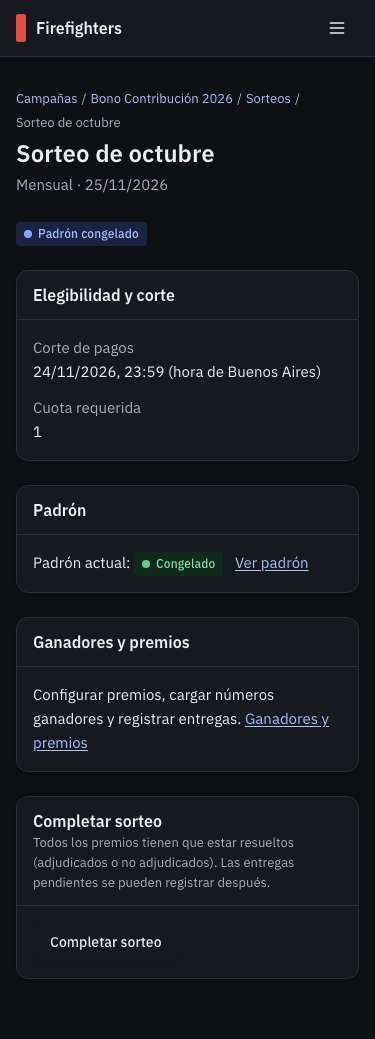 Firefighters
Campañas / Bono Contribución 2026 / Sorteos /
Sorteo de octubre
Sorteo de octubre
Mensual · 25/11/2026
Padrón congelado
Elegibilidad y corte
Corte de pagos
24/11/2026, 23:59 (hora de Buenos Aires)
Cuota requerida
1
Padrón
Padrón actual: Congelado Ver padrón
Ganadores y premios
Configurar premios, cargar números
ganadores y registrar entregas. Ganadores y
premios
Completar sorteo
Todos los premios tienen que estar resueltos
(adjudicados o no adjudicados). Las entregas
pendientes se pueden registrar después.
Completar sorteo